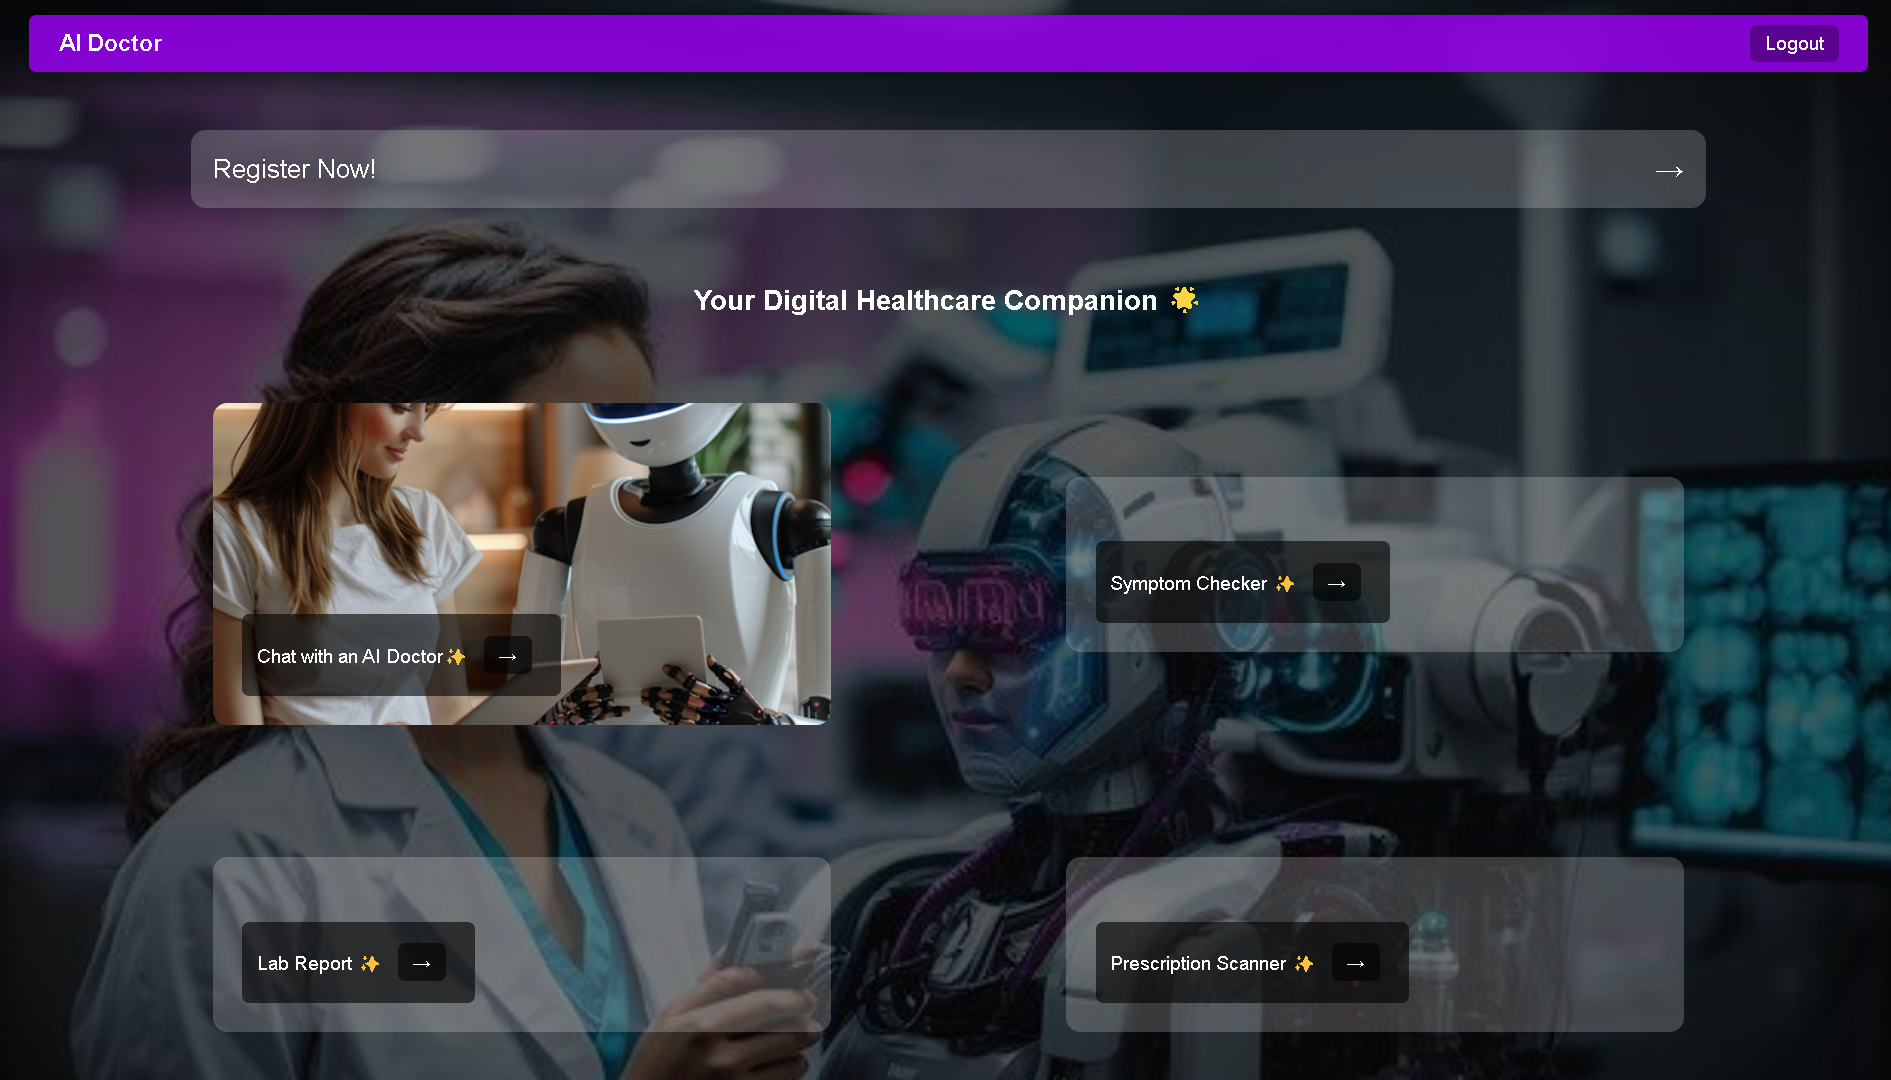 AI Doctor
Logout
Register Now! →
Your Digital Healthcare Companion 🌟
Chat with an AI Doctor✨ →
Symptom Checker ✨ →
Lab Report ✨ →
Prescription Scanner ✨ →